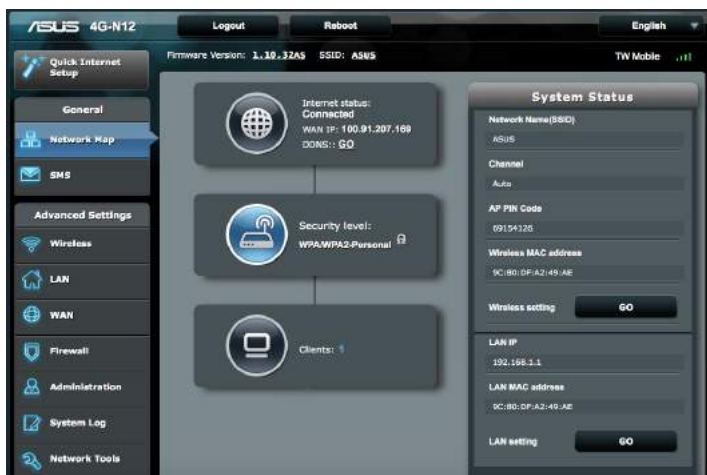 ASUS 4G-N12
Logout
Reboot
English
Quick Internet
Setup
Firmware Version: 1.10.32AS SSID: ASUS
TW Mobile
General
Network Map
SMS
Advanced Settings
Wireless
LAN
WAN
Firewall
Administration
System Log
Network Tools
Internet status:
Connected
WAN IP: 100.91.207.169
DDNS:: GO
Security level:
WPA/WPA2-Personal
Clients: 1
System Status
Network Name(SSID)
ASUS
Channel
Auto
AP PIN Code
69154126
Wireless MAC address
9C:80:DF:A2:49:AE
Wireless setting
GO
LAN IP
192.168.1.1
LAN MAC address
9C:80:DF:A2:49:AE
LAN setting
GO